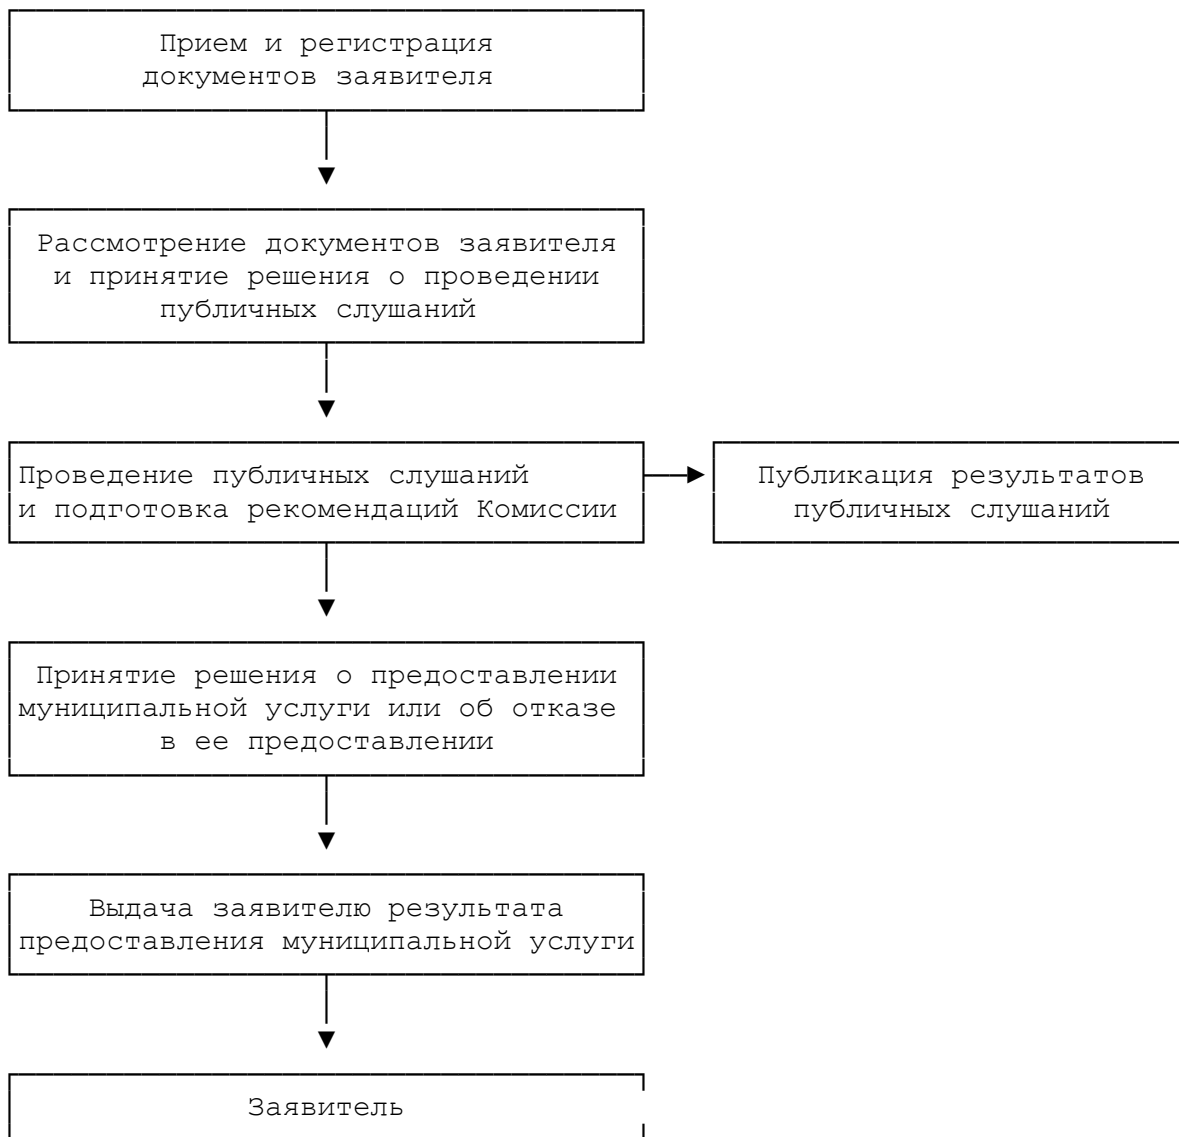 Прием и регистрация
документов заявителя
Рассмотрение документов заявителя
и принятие решения о проведении
публичных слушаний
Проведение публичных слушаний
и подготовка рекомендаций Комиссии
Публикация результатов
публичных слушаний
Принятие решения о предоставлении
муниципальной услуги или об отказе
в ее предоставлении
Выдача заявителю результата
предоставления муниципальной услуги
Заявитель